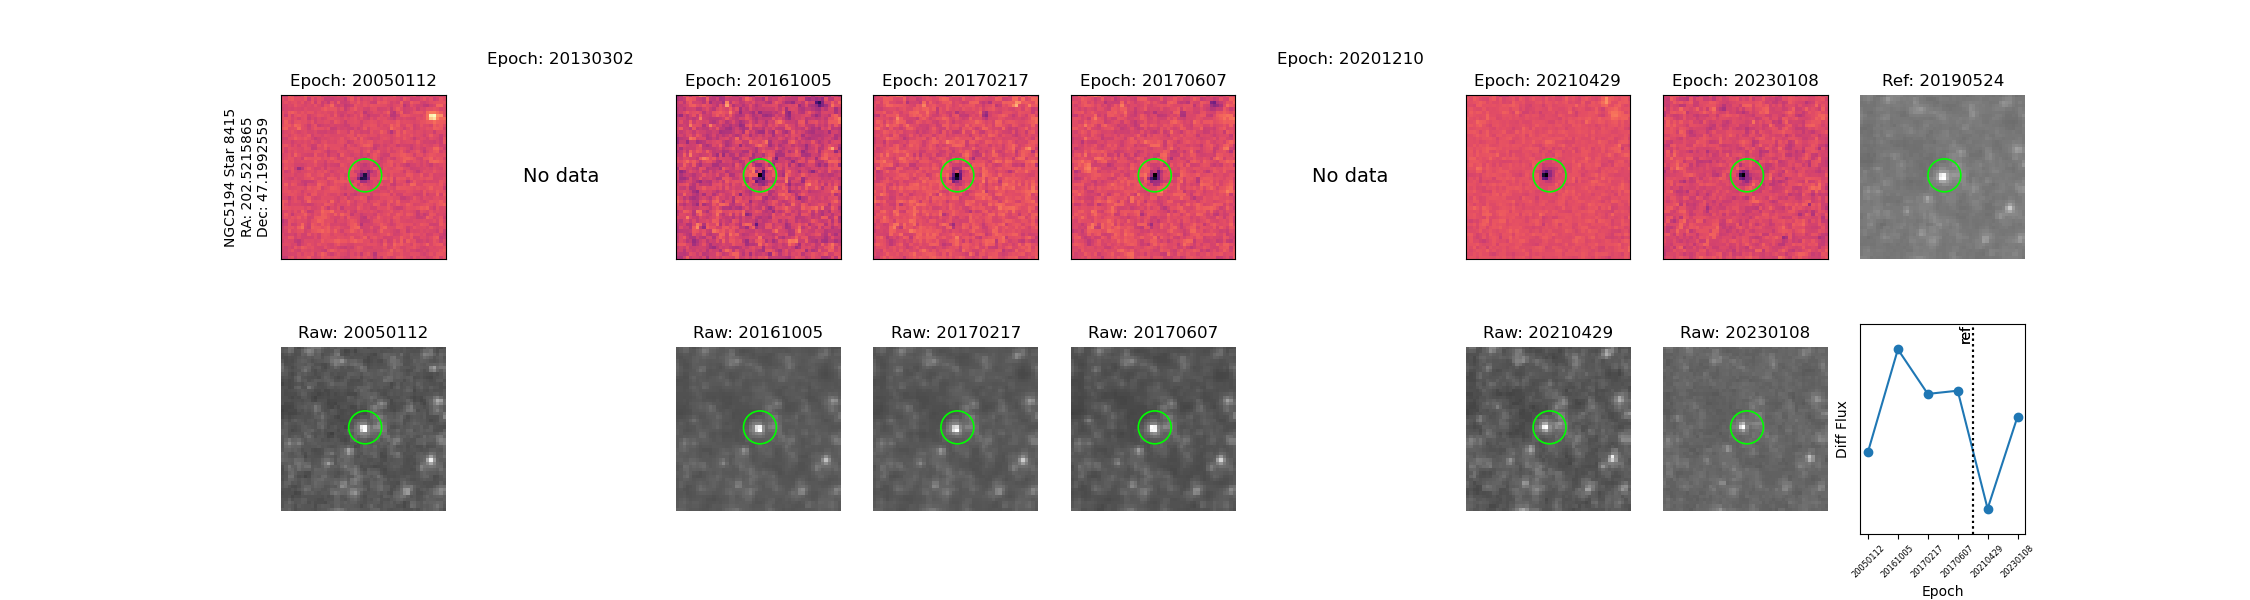 Epoch: 20130302
Epoch: 20201210
Epoch: 20050112
Epoch: 20161005
Epoch: 20170217
Epoch: 20170607
Epoch: 20210429
Epoch: 20230108
Ref: 20190524
NGC5194 Star 8415
RA: 202.5215865
Dec: 47.1992559
No data
No data
Raw: 20050112
Raw: 20161005
Raw: 20170217
Raw: 20170607
Raw: 20210429
Raw: 20230108
ref
Diff Flux
20050112
20161005
20170217
20170607
20210429
20230108
Epoch